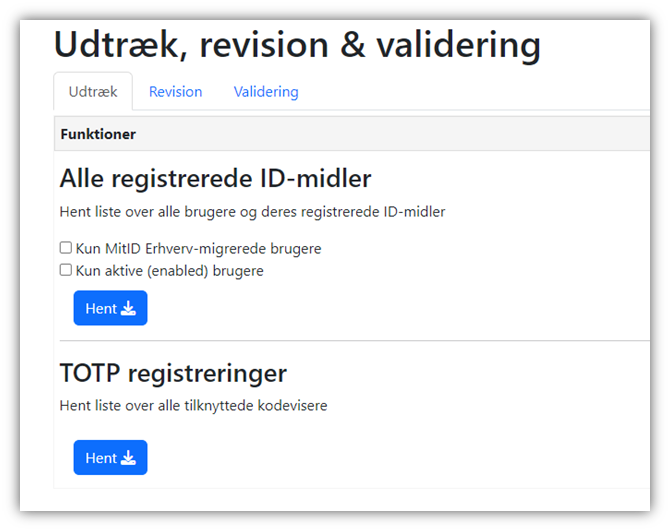 Udtræk, revision & validering
Udtræk Revision Validering
Funktioner
Alle registrerede ID-midler
Hent liste over alle brugere og deres registrerede ID-midler
Kun MitID Erhverv-migrerede brugere
Kun aktive (enabled) brugere
Hent
TOTP registreringer
Hent liste over alle tilknyttede kodevisere
Hent